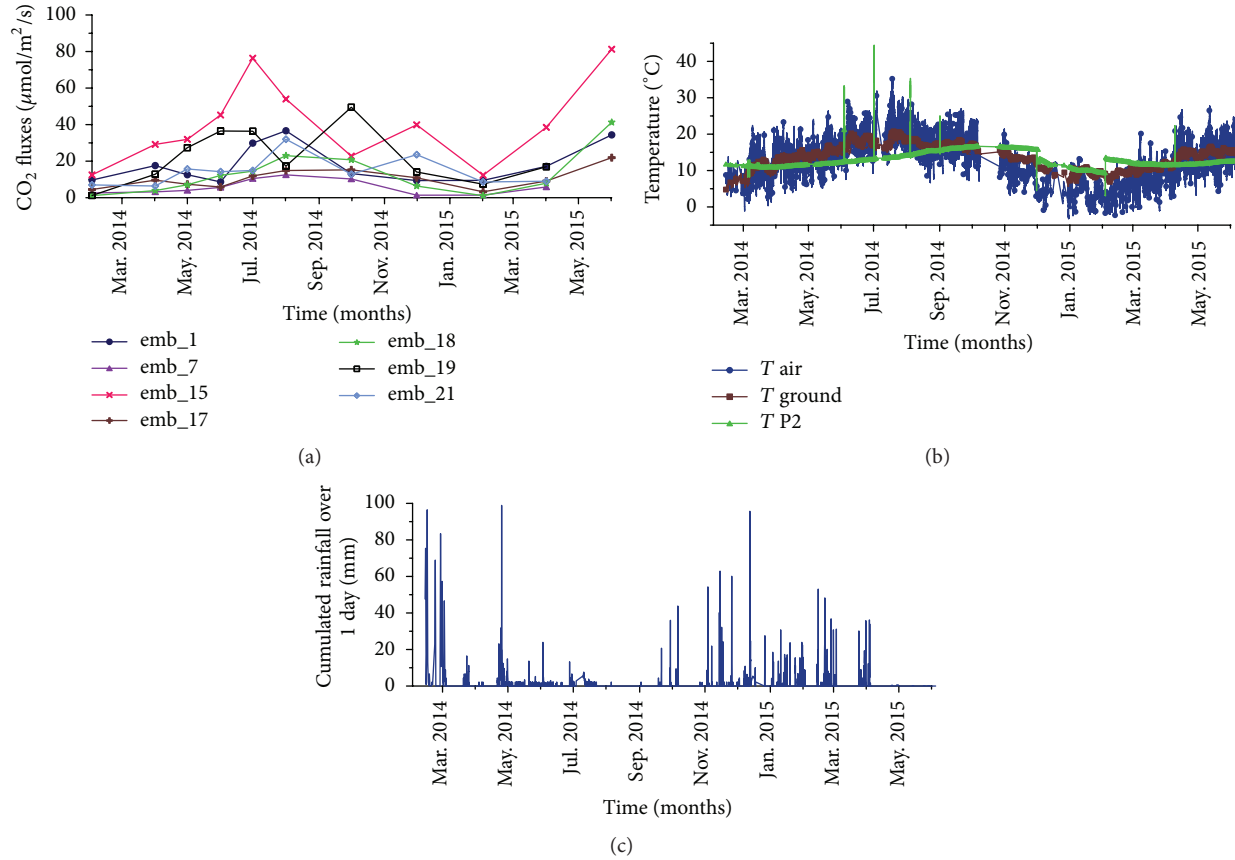 CO2 fluxes (μmol/m²/s)
100
80
60
40
20
0
Mar. 2014
May. 2014
Jul. 2014
Sep. 2014
Nov. 2014
Jan. 2015
Mar. 2015
May. 2015
Time (months)
emb_1
emb_7
emb_15
emb_17
emb_18
emb_19
emb_21
(a)
Temperature (°C)
40
30
20
10
0
Mar. 2014
May. 2014
Jul. 2014
Sep. 2014
Nov. 2014
Jan. 2015
Mar. 2015
May. 2015
Time (months)
T air
T ground
T P2
(b)
Cumulated rainfall over
1 day (mm)
100
80
60
40
20
0
Mar. 2014
May. 2014
Jul. 2014
Sep. 2014
Nov. 2014
Jan. 2015
Mar. 2015
May. 2015
Time (months)
(c)